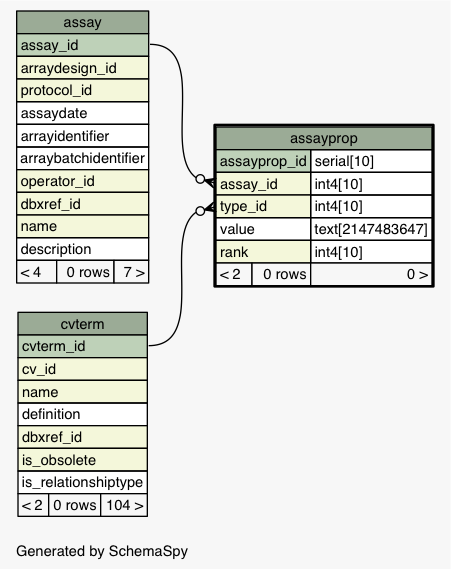 assay
assay_id
arraydesign_id
protocol_id
assaydate
arrayidentifier
arraybatchidentifier
operator_id
dbxref_id
name
description
< 4 0 rows 7 >
assayprop
assayprop_id serial[10]
assay_id int4[10]
type_id int4[10]
value text[2147483647]
rank int4[10]
< 2 0 rows 0 >
cvterm
cvterm_id
cv_id
name
definition
dbxref_id
is_obsolete
is_relationshiptype
< 2 0 rows 104 >
Generated by SchemaSpy